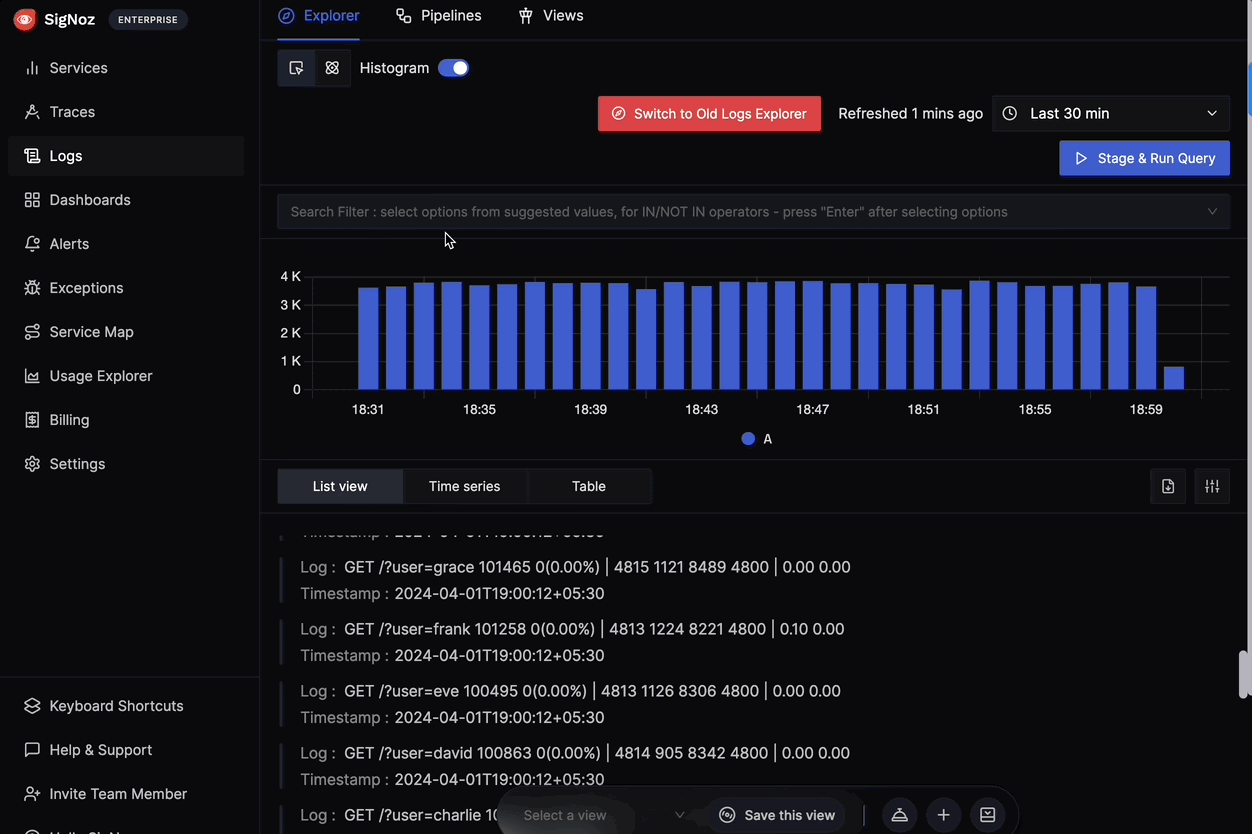 SigNoz ENTERPRISE
Services
Traces
Logs
Dashboards
Alerts
Exceptions
Service Map
Usage Explorer
Billing
Settings
Keyboard Shortcuts
Help & Support
Invite Team Member
Explorer Pipelines Views
Histogram
Switch to Old Logs Explorer Refreshed 1 mins ago Last 30 min
Stage & Run Query
Search Filter : select options from suggested values, for IN/NOT IN operators - press "Enter" after selecting options
4 K
3 K
2 K
1 K
0
18:31 18:35 18:39 18:43 18:47 18:51 18:55 18:59
A
List view Time series Table
Log : GET /?user=grace 101465 0(0.00%) | 4815 1121 8489 4800 | 0.00 0.00
Timestamp : 2024-04-01T19:00:12+05:30
Log : GET /?user=frank 101258 0(0.00%) | 4813 1224 8221 4800 | 0.10 0.00
Timestamp : 2024-04-01T19:00:12+05:30
Log : GET /?user=eve 100495 0(0.00%) | 4813 1126 8306 4800 | 0.00 0.00
Timestamp : 2024-04-01T19:00:12+05:30
Log : GET /?user=david 100863 0(0.00%) | 4814 905 8342 4800 | 0.00 0.00
Timestamp : 2024-04-01T19:00:12+05:30
Log : GET /?user=charlie 10
Select a view Save this view